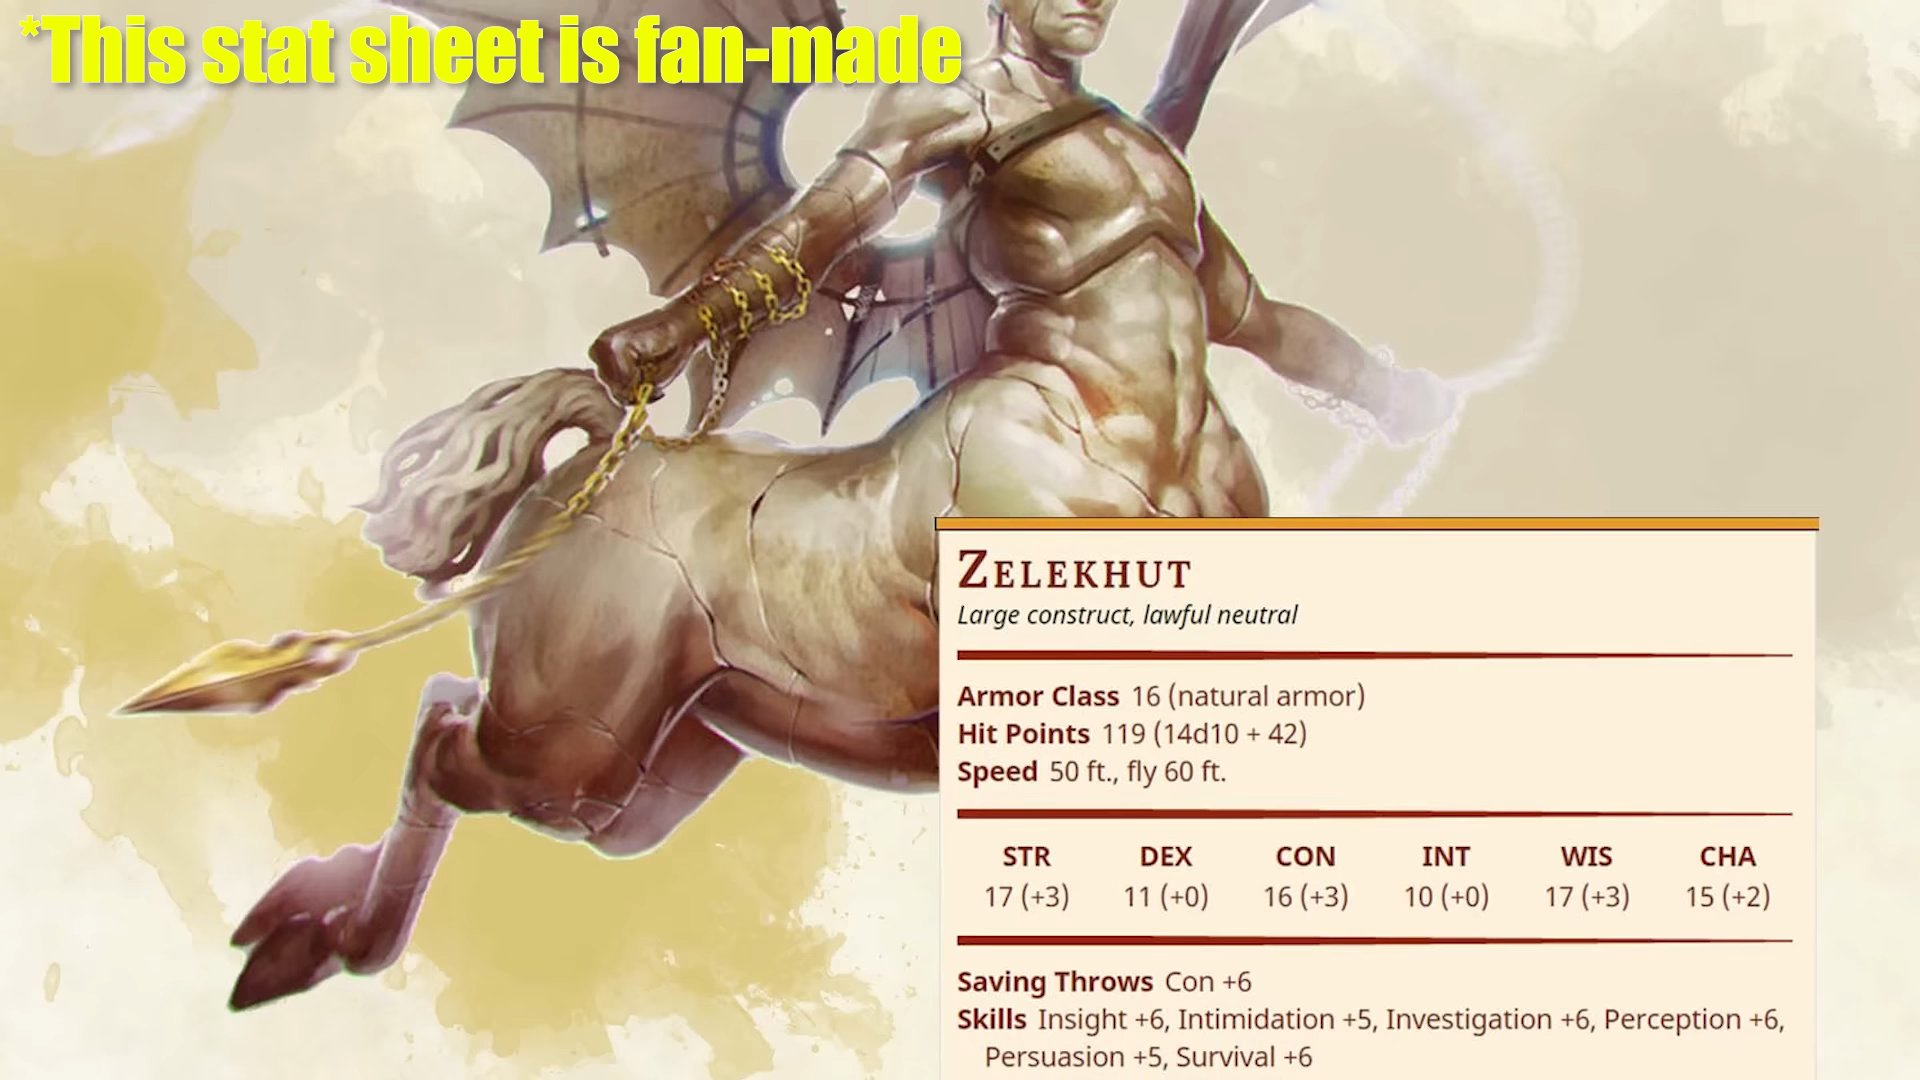 *This stat sheet is fan-made
ZELEKHUT
Large construct, lawful neutral
Armor Class 16 (natural armor)
Hit Points 119 (14d10 + 42)
Speed 50 ft., fly 60 ft.
STR DEX CON INT WIS CHA
17 (+3) 11 (+0) 16 (+3) 10 (+0) 17 (+3) 15 (+2)
Saving Throws Con +6
Skills Insight +6, Intimidation +5, Investigation +6, Perception +6,
Persuasion +5, Survival +6